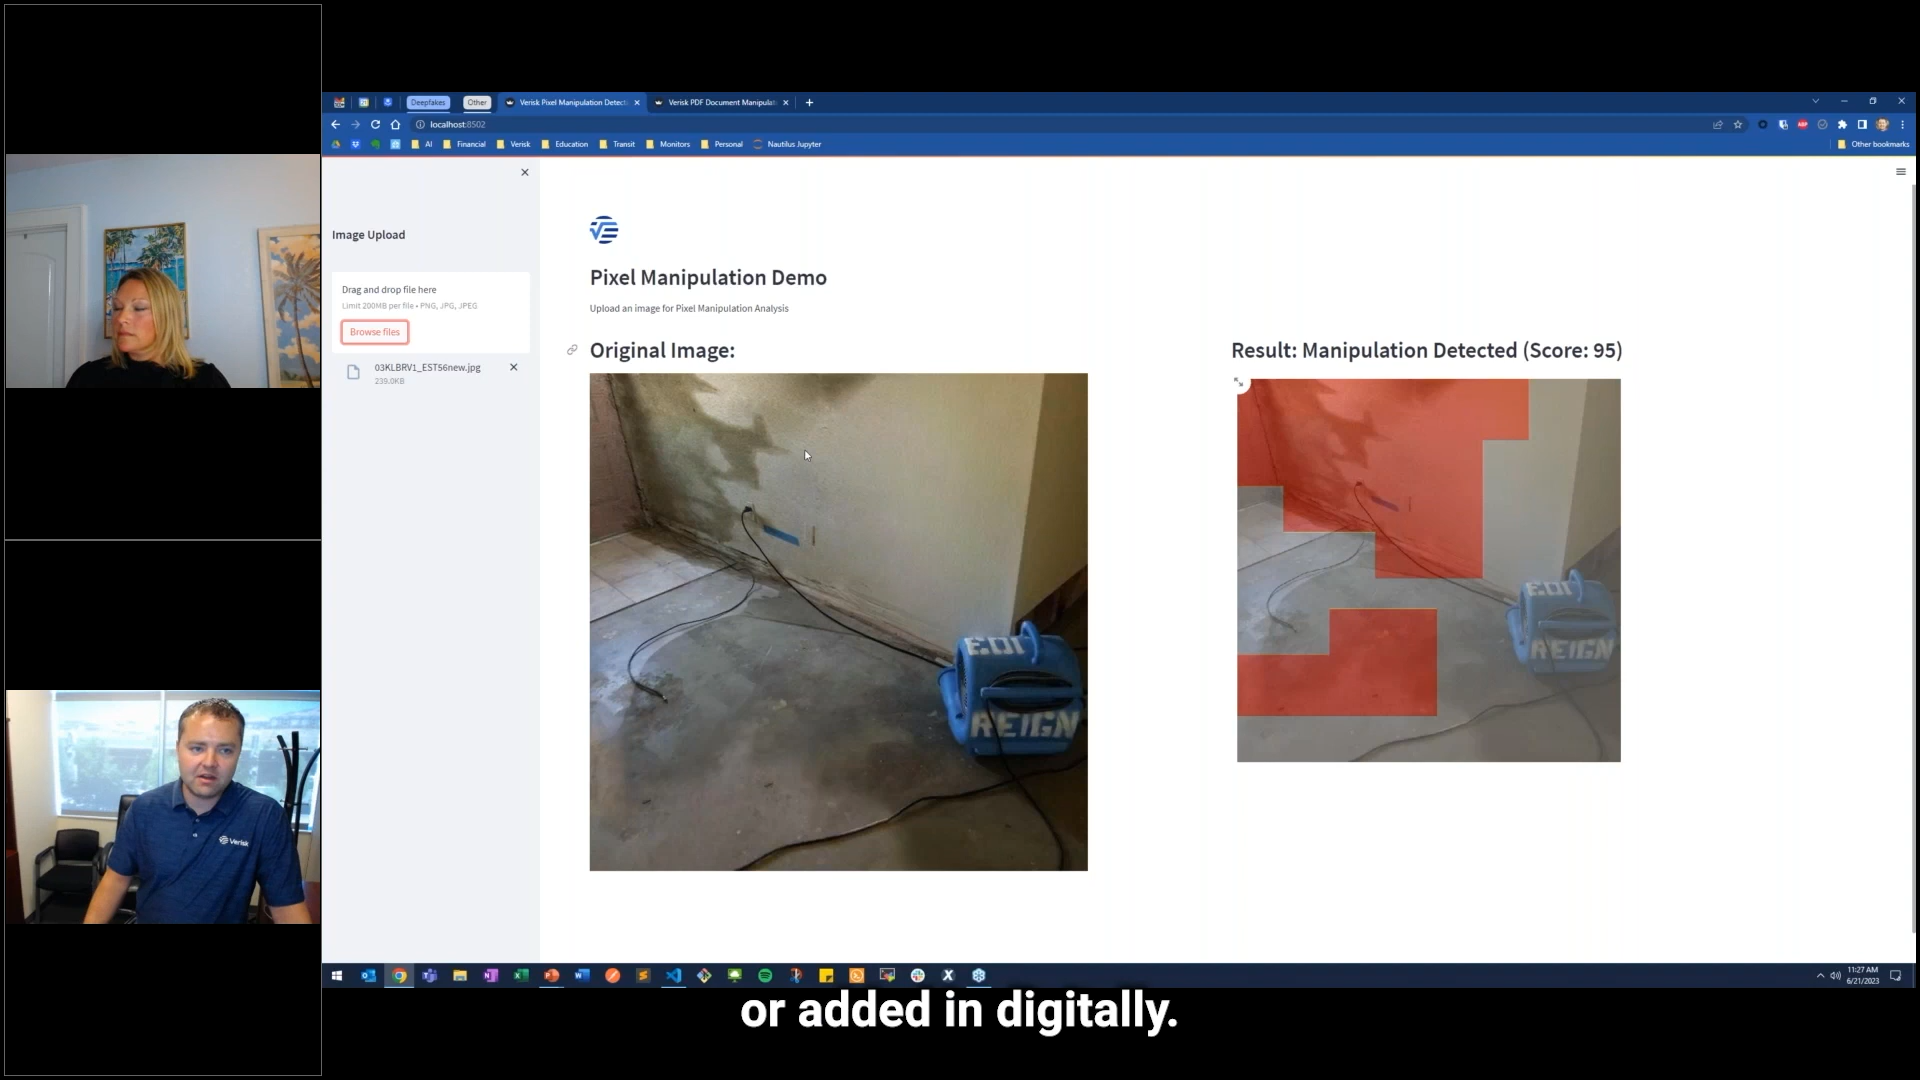 Deepfakes
Other
Verisk Pixel Manipulation Detect
Verisk PDF Document Manipulat
localhost:8502
AI
Financial
Verisk
Education
Transit
Monitors
Personal
Nautilus Jupyter
Other bookmarks
Image Upload
Drag and drop file here
Limit 200MB per file • PNG, JPG, JPEG
Browse files
03KLBRV1_EST56new.jpg
239.0KB
Pixel Manipulation Demo
Upload an image for Pixel Manipulation Analysis
Original Image:
Result: Manipulation Detected (Score: 95)
EOI
REIGN
EOI
REIGN
Verisk
11:27 AM
6/21/2023
or added in digitally.